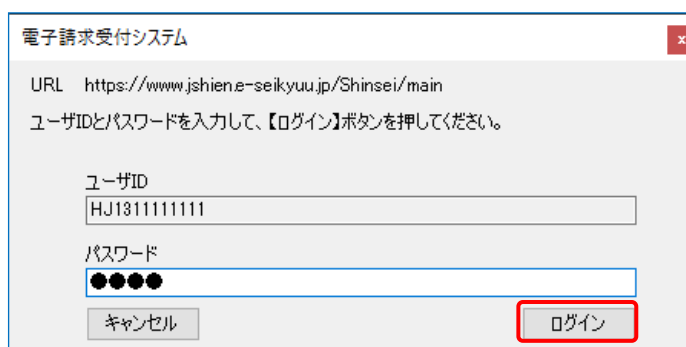 電子請求受付システム
x
URL https://www.jshien.e-seikyuu.jp/Shinsei/main
ユーザIDとパスワードを入力して、【ログイン】ボタンを押してください。
ユーザID
HJ1311111111
パスワード
●●●●
キャンセル ログイン